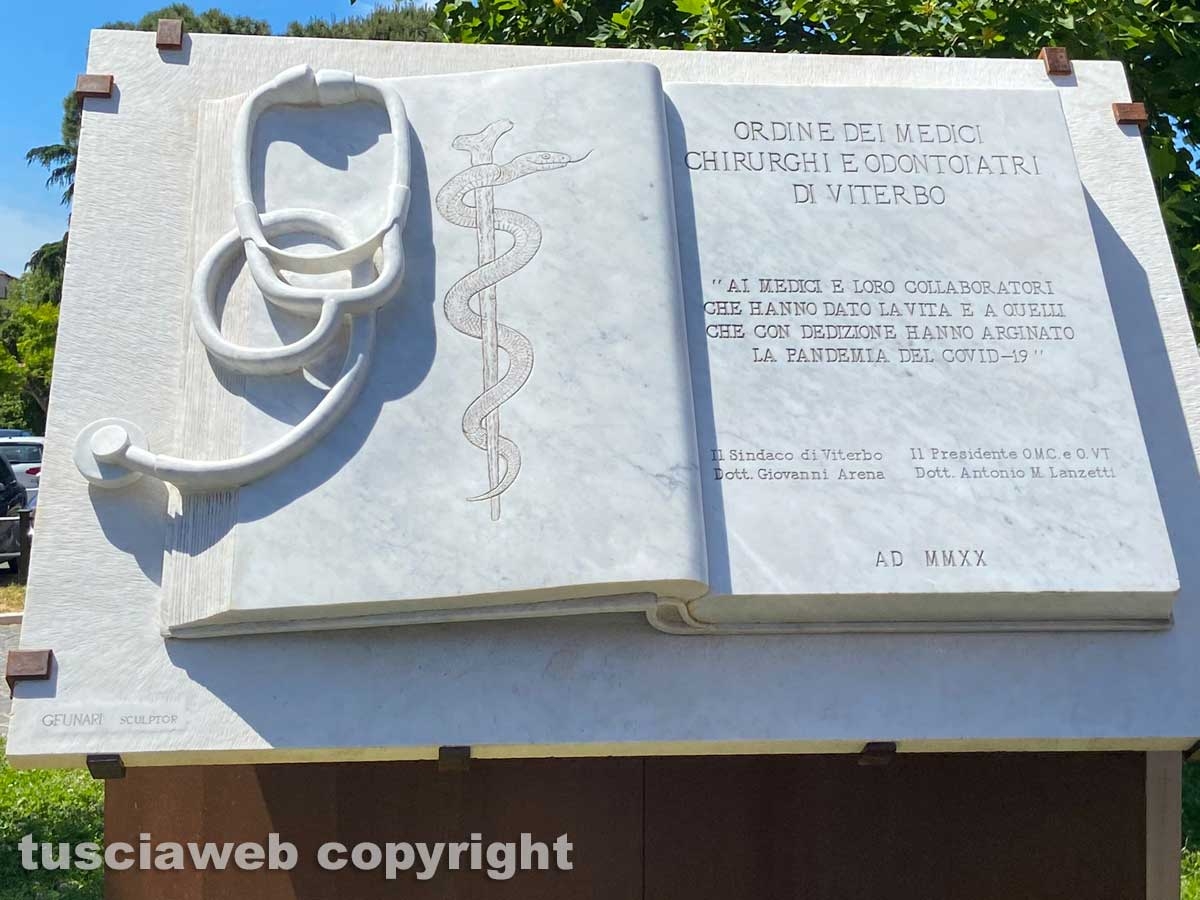 ORDINE DEI MEDICI
CHIRURGHI E ODONTOIATRI
DI VITERBO
"AI MEDICI E LORO COLLABORATORI
CHE HANNO DATO LA VITA E A QUELLI
CHE CON DEDIZIONE HANNO ARGINATO
LA PANDEMIA DEL COVID-19"
Il Sindaco di Viterbo
Dott. Giovanni Arena
Il Presidente O.M.C. e O. VT
Dott. Antonio M. Lanzetti
AD MMXX
G.FUNARI SCULPTOR
tusciaweb copyright